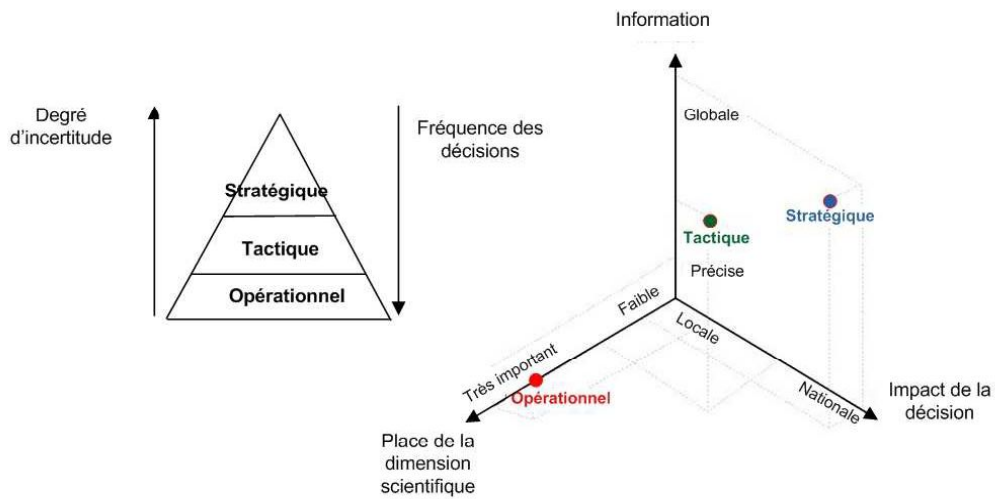 Degré
d'incertitude
Stratégique
Tactique
Opérationnel
Fréquence des
décisions
Information
Globale
Stratégique
Tactique
Précise
Faible
Locale
Très important
Opérationnel
Nationale
Impact de la
décision
Place de la
dimension
scientifique